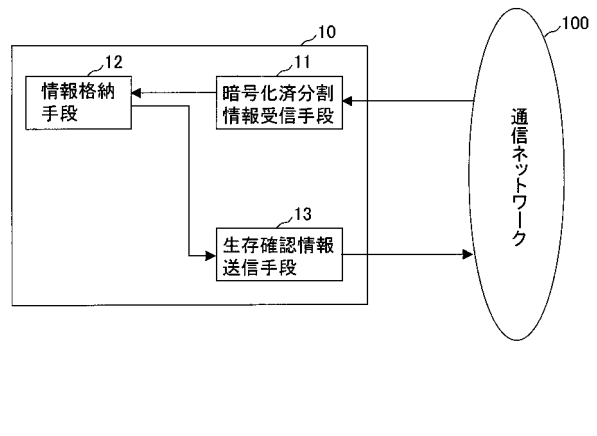 10
100
12
情報格納
手段
11
暗号化済分割
情報受信手段
13
生存確認情報
送信手段
通信ネットワーク